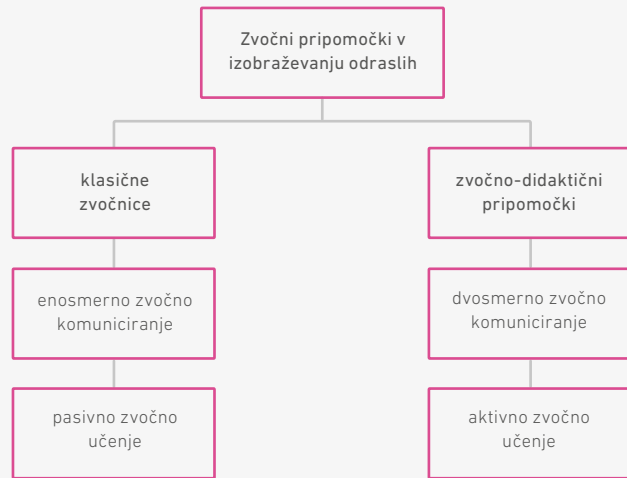 Zvočni pripomočki v
izobraževanju odraslih
klasične
zvočnice
zvočno-didaktični
pripomočki
enosmerno zvočno
komuniciranje
dvosmerno zvočno
komuniciranje
pasivno zvočno
učenje
aktivno zvočno
učenje